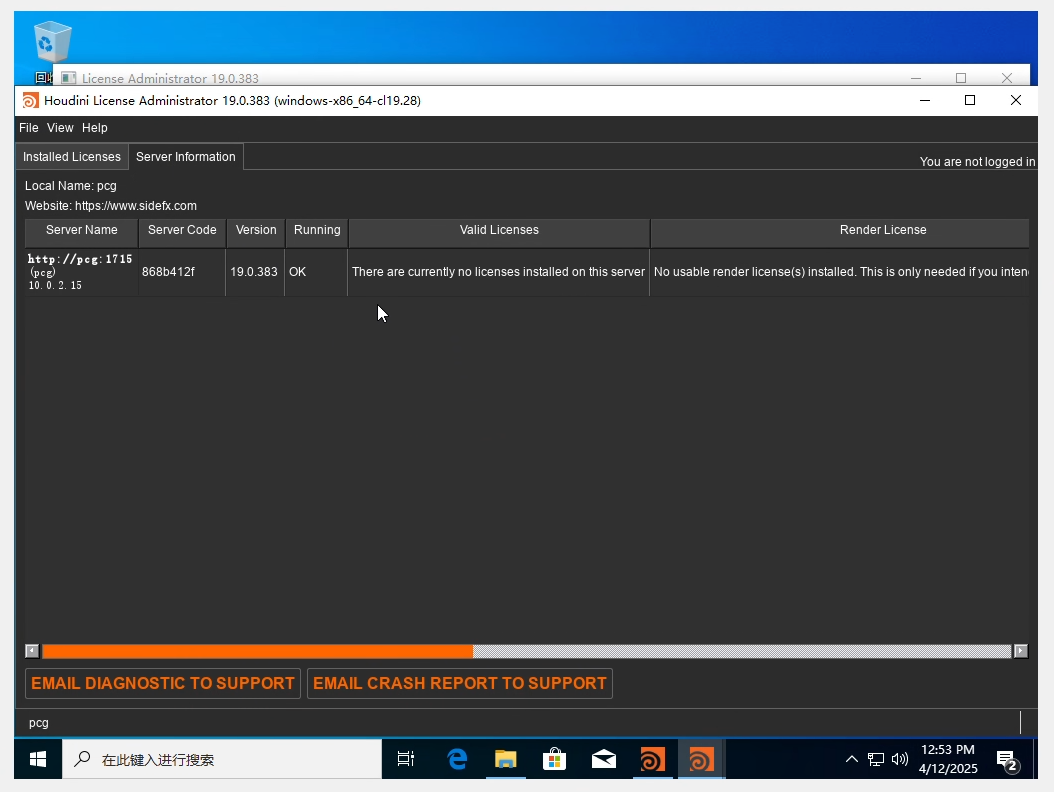 回收
License Administrator 19.0.383
Houdini License Administrator 19.0.383 (windows-x86_64-cl19.28)
File View Help
Installed Licenses Server Information
You are not logged in
Local Name: pcg
Website: https://www.sidefx.com
Server Name Server Code Version Running Valid Licenses Render License
http://pcg:1715
(pcg)
10.0.2.15
868b412f 19.0.383 OK There are currently no licenses installed on this server No usable render license(s) installed. This is only needed if you inten
EMAIL DIAGNOSTIC TO SUPPORT EMAIL CRASH REPORT TO SUPPORT
pcg
在此键入进行搜索
12:53 PM
4/12/2025
2